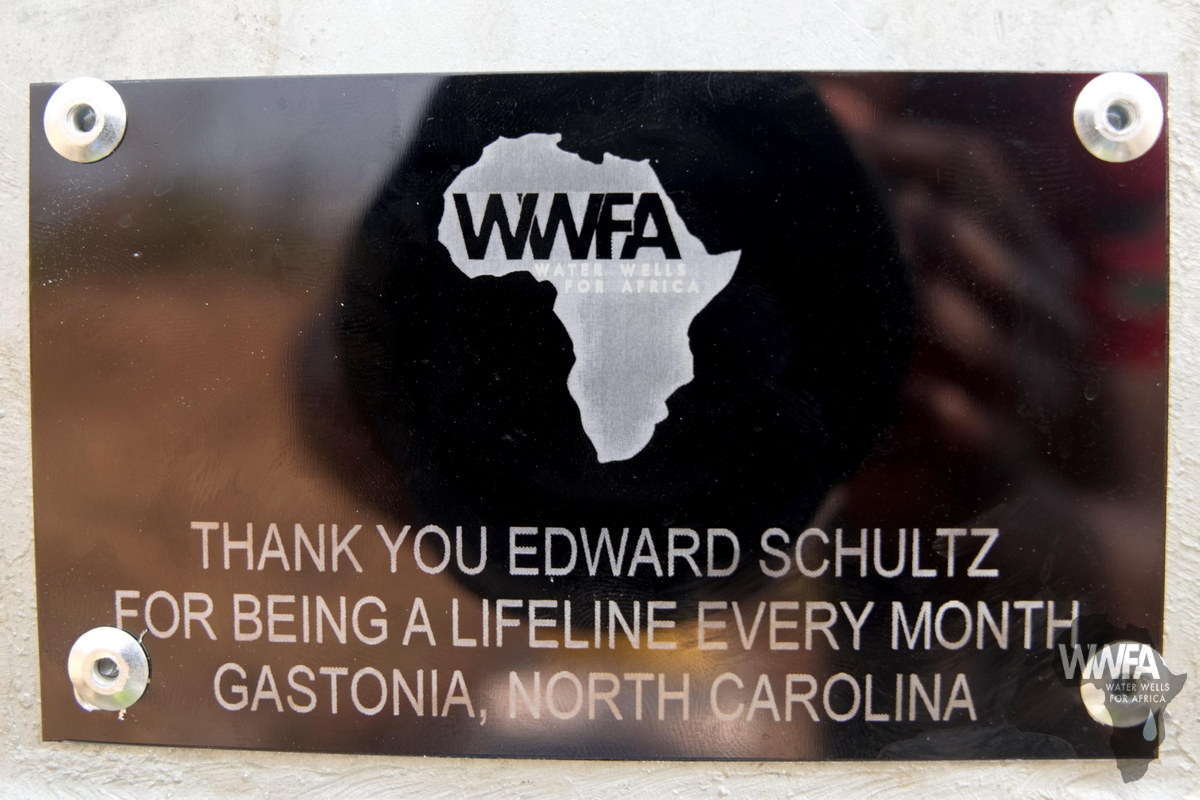 WWFA
WATER WELLS
FOR AFRICA
THANK YOU EDWARD SCHULTZ
FOR BEING A LIFELINE EVERY MONTH
GASTONIA, NORTH CAROLINA
WWFA
WATER WELLS
FOR AFRICA